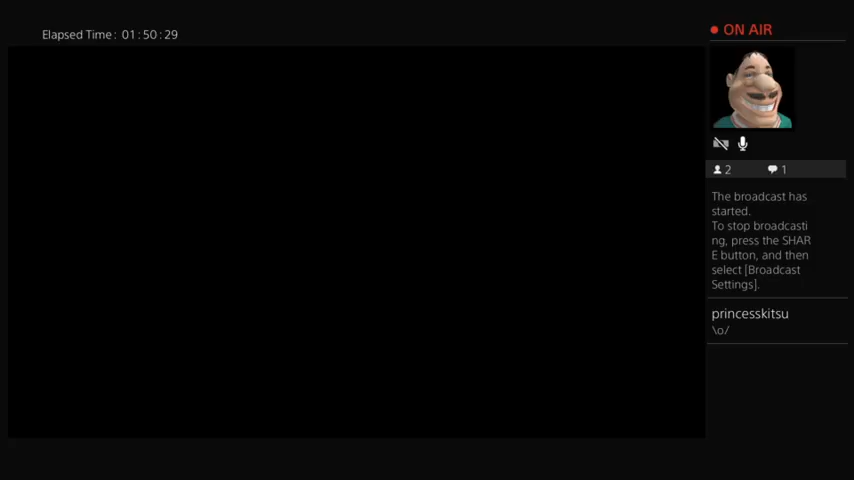 Elapsed Time: 01:50:29
ON AIR
2 1
The broadcast has
started.
To stop broadcasti
ng, press the SHAR
E button, and then
select [Broadcast
Settings].
princesskitsu
\o/